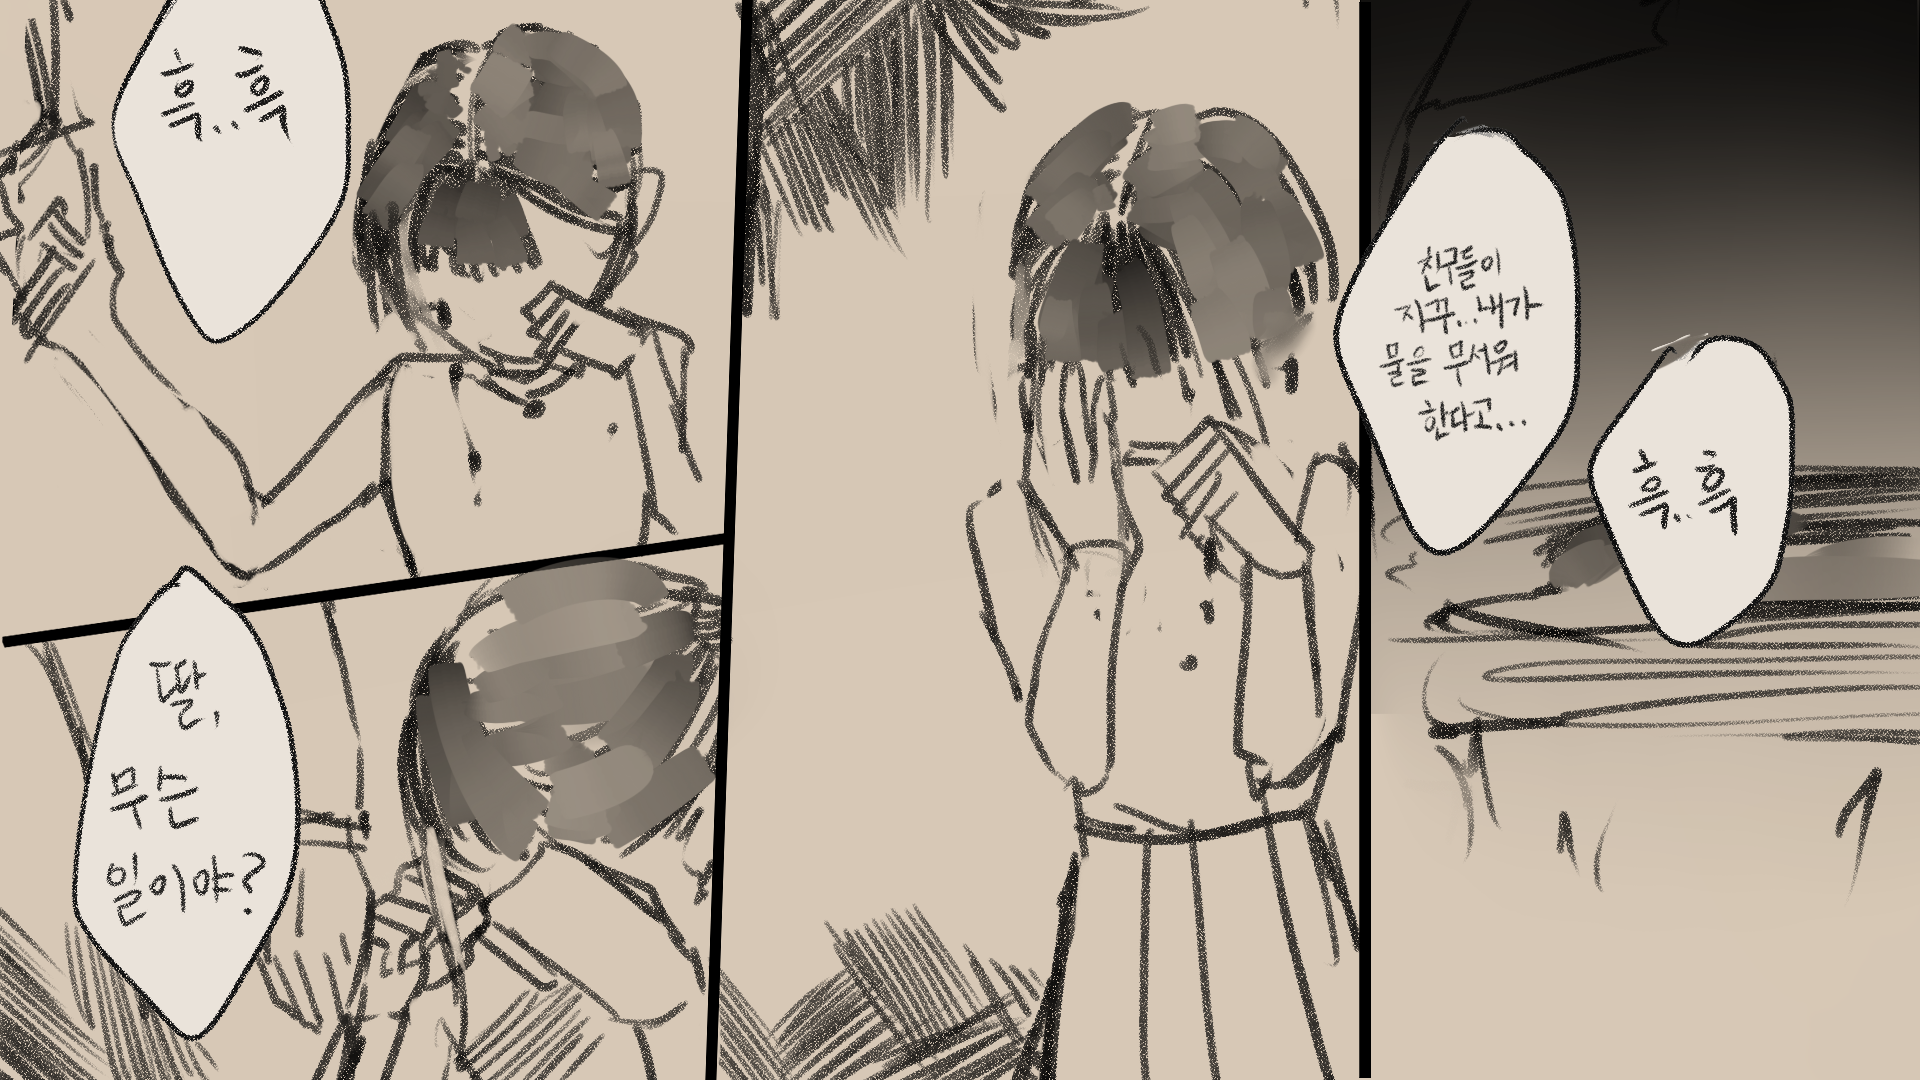 흑..흑
딸,
무슨
일이야?
친구들이
자꾸...내가
물을 무서워
한다고...
흑..흑